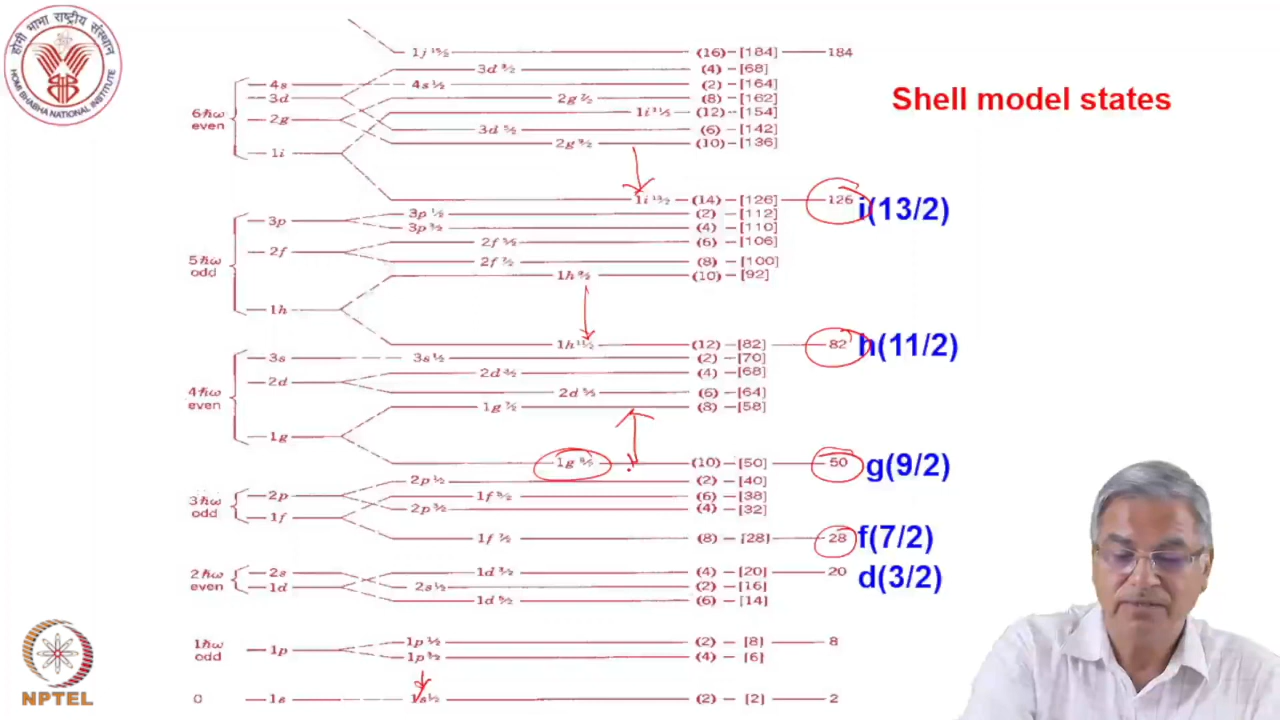 होमी भाभा राष्ट्रीय संस्थान
HOMI BHABHA NATIONAL INSTITUTE
Shell model states
1j 15/2 (16) – [184] 184
3d 3/2 (4) – [68]
4s 4s 1/2 (2) – [164]
3d 2g 7/2 (8) – [162]
6ħω even 2g 1i 11/2 (12) – [154]
3d 5/2 (6) – [142]
1i 2g 9/2 (10) – [136]
1i 13/2 (14) – [126] 126 i(13/2)
3p 3p 1/2 (2) – [112]
3p 3/2 (4) – [110]
2f 2f 5/2 (6) – [106]
5ħω odd 2f 7/2 (8) – [100]
1h 1h 9/2 (10) – [92]
1h 11/2 (12) – [82] 82 h(11/2)
3s 3s 1/2 (2) – [70]
2d 2d 3/2 (4) – [68]
4ħω even 2d 5/2 (6) – [64]
1g 1g 7/2 (8) – [58]
1g 9/2 (10) – [50] 50 g(9/2)
2p 2p 1/2 (2) – [40]
3ħω odd 1f 5/2 (6) – [38]
1f 2p 3/2 (4) – [32]
1f 7/2 (8) – [28] 28 f(7/2)
2s 1d 3/2 (4) – [20] 20 d(3/2)
2ħω even 1d 2s 1/2 (2) – [16]
1d 5/2 (6) – [14]
1ħω odd 1p 1p 1/2 (2) – [8] 8
1p 3/2 (4) – [6]
0 1s 1s 1/2 (2) – [2] 2
NPTEL